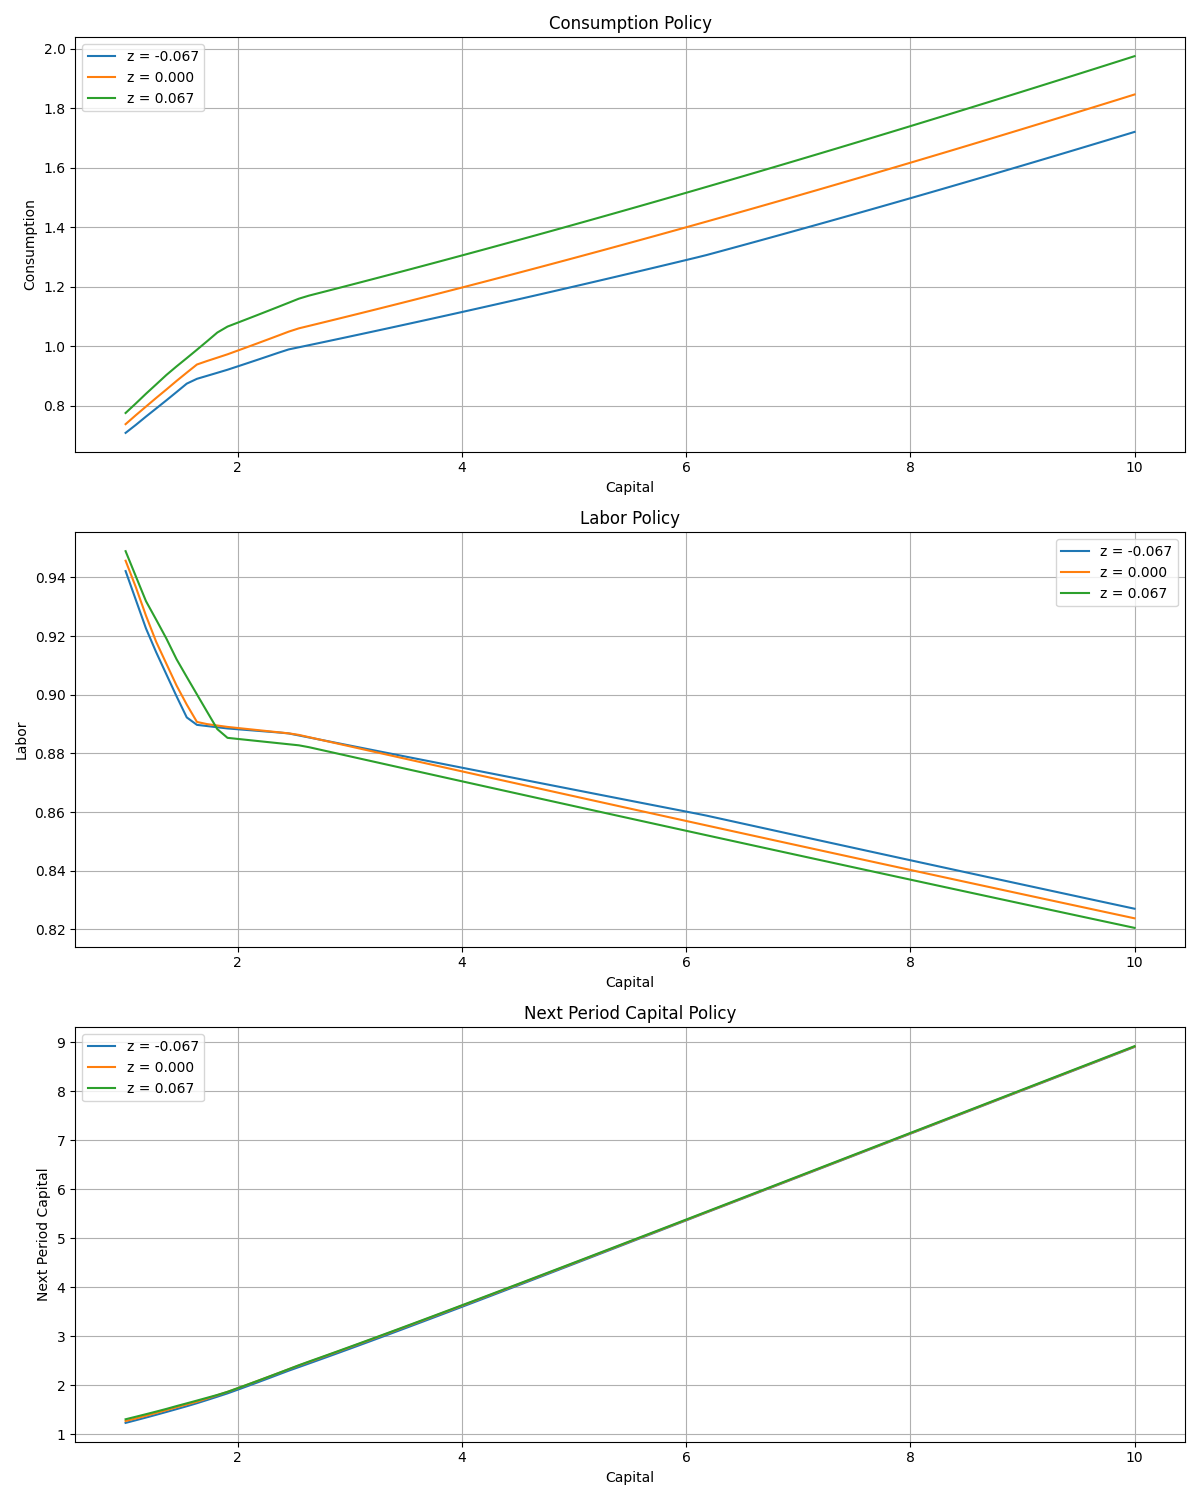 Consumption Policy
2.0
1.8
1.6
1.4
1.2
1.0
0.8
Consumption
z = -0.067
z = 0.000
z = 0.067
2
4
6
8
10
Capital
Labor Policy
0.94
0.92
0.90
0.88
0.86
0.84
0.82
Labor
z = -0.067
z = 0.000
z = 0.067
2
4
6
8
10
Capital
Next Period Capital Policy
9
8
7
6
5
4
3
2
1
Next Period Capital
z = -0.067
z = 0.000
z = 0.067
2
4
6
8
10
Capital